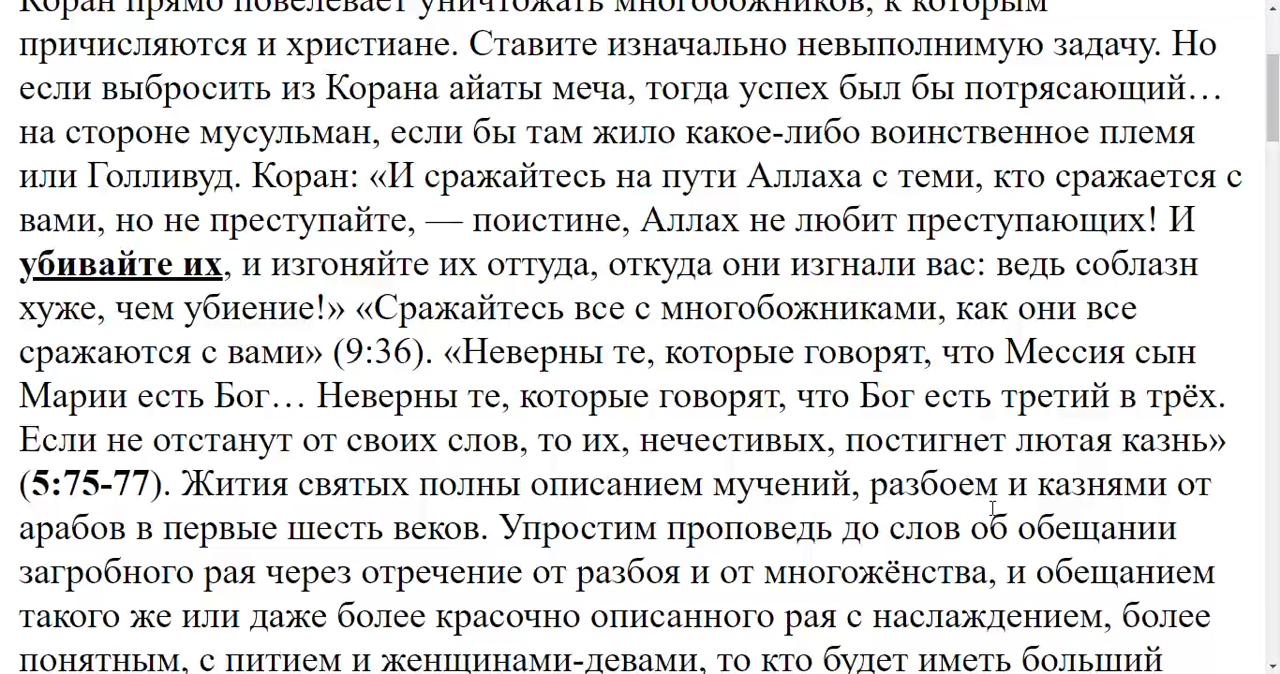 Коран прямо повелевает уничтожать многобожников, к которым
причисляются и христиане. Ставите изначально невыполнимую задачу. Но
если выбросить из Корана айаты меча, тогда успех был бы потрясающий…
на стороне мусульман, если бы там жило какое-либо воинственное племя
или Голливуд. Коран: «И сражайтесь на пути Аллаха с теми, кто сражается с
вами, но не преступайте, — поистине, Аллах не любит преступающих! И
убивайте их, и изгоняйте их оттуда, откуда они изгнали вас: ведь соблазн
хуже, чем убиение!» «Сражайтесь все с многобожниками, как они все
сражаются с вами» (9:36). «Неверны те, которые говорят, что Мессия сын
Марии есть Бог… Неверны те, которые говорят, что Бог есть третий в трёх.
Если не отстанут от своих слов, то их, нечестивых, постигнет лютая казнь»
(5:75-77). Жития святых полны описанием мучений, разбоем и казнями от
арабов в первые шесть веков. Упростим проповедь до слов об обещании
загробного рая через отречение от разбоя и от многожёнства, и обещанием
такого же или даже более красочно описанного рая с наслаждением, более
понятным, с питием и женщинами-девами, то кто будет иметь больший